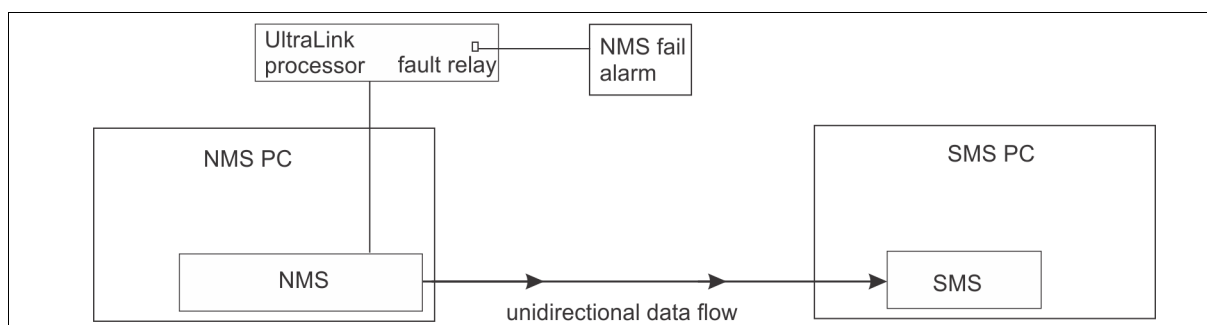 UltraLink
processor
fault relay
NMS fail
alarm
NMS PC
SMS PC
NMS
SMS
unidirectional data flow